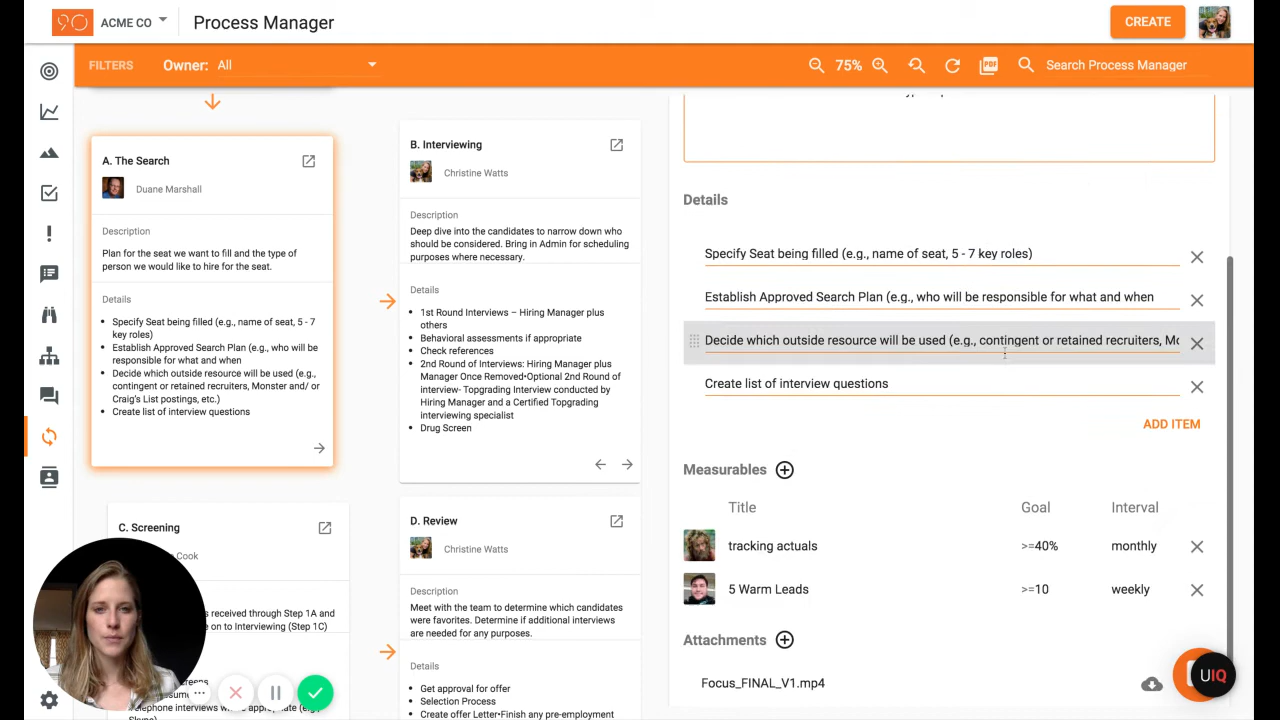 90
ACME CO
Process Manager
CREATE
FILTERS
Owner: All
75%
PDF
Search Process Manager
A. The Search
Duane Marshall
Description
Plan for the seat we want to fill and the type of
person we would like to hire for the seat.
Details
Specify Seat being filled (e.g., name of seat, 5 - 7
key roles)
Establish Approved Search Plan (e.g., who will be
responsible for what and when
Decide which outside resource will be used (e.g.,
contingent or retained recruiters, Monster and/ or
Craig's List postings, etc.)
Create list of interview questions
B. Interviewing
Christine Watts
Description
Deep dive into the candidates to narrow down who
should be considered. Bring in Admin for scheduling
purposes where necessary.
Details
1st Round Interviews – Hiring Manager plus
others
Behavioral assessments if appropriate
Check references
2nd Round of Interviews: Hiring Manager plus
Manager Once Removed•Optional 2nd Round of
interview- Topgrading Interview conducted by
Hiring Manager and a Certified Topgrading
interviewing specialist
Drug Screen
C. Screening
Cook
received through Step 1A and
on to Interviewing (Step 1C)
D. Review
Christine Watts
Description
Meet with the team to determine which candidates
were favorites. Determine if additional interviews
are needed for any purposes.
Details
Get approval for offer
Selection Process
Create offer Letter•Finish any pre-employment
Details
Specify Seat being filled (e.g., name of seat, 5 - 7 key roles)
Establish Approved Search Plan (e.g., who will be responsible for what and when
Decide which outside resource will be used (e.g., contingent or retained recruiters, Mo
Create list of interview questions
ADD ITEM
Measurables
Title Goal Interval
tracking actuals >=40% monthly
5 Warm Leads >=10 weekly
Attachments
Focus_FINAL_V1.mp4
UIQ